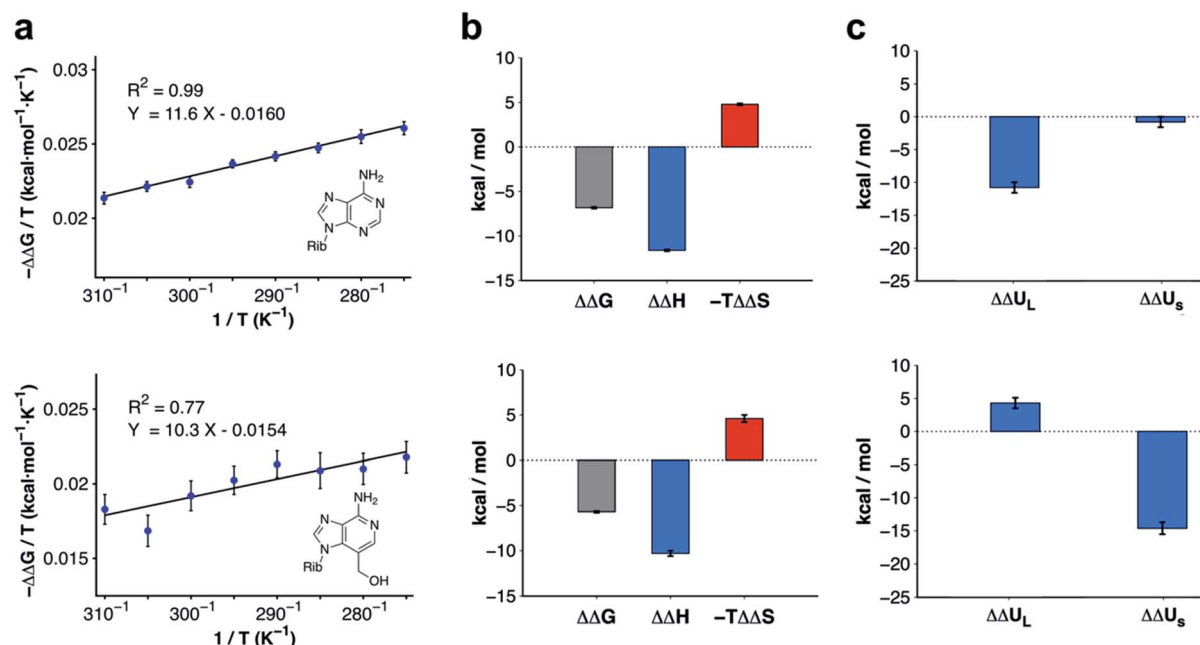 a
b
c
−ΔΔG / T (kcal·mol⁻¹·K⁻¹)
0.03
0.025
0.02
R² = 0.99
Y = 11.6 X - 0.0160
NH₂
N
N
N
N
Rib
310⁻¹ 300⁻¹ 290⁻¹ 280⁻¹
1 / T (K⁻¹)
kcal / mol
10
5
0
−5
−10
−15
ΔΔG ΔΔH −TΔΔS
kcal / mol
10
5
0
−5
−10
−15
−20
−25
ΔΔU_L ΔΔU_s
−ΔΔG / T (kcal·mol⁻¹·K⁻¹)
0.025
0.02
0.015
R² = 0.77
Y = 10.3 X - 0.0154
NH₂
N
N
N
Rib
OH
310⁻¹ 300⁻¹ 290⁻¹ 280⁻¹
1 / T (K⁻¹)
kcal / mol
10
5
0
−5
−10
−15
ΔΔG ΔΔH −TΔΔS
kcal / mol
10
5
0
−5
−10
−15
−20
−25
ΔΔU_L ΔΔU_s